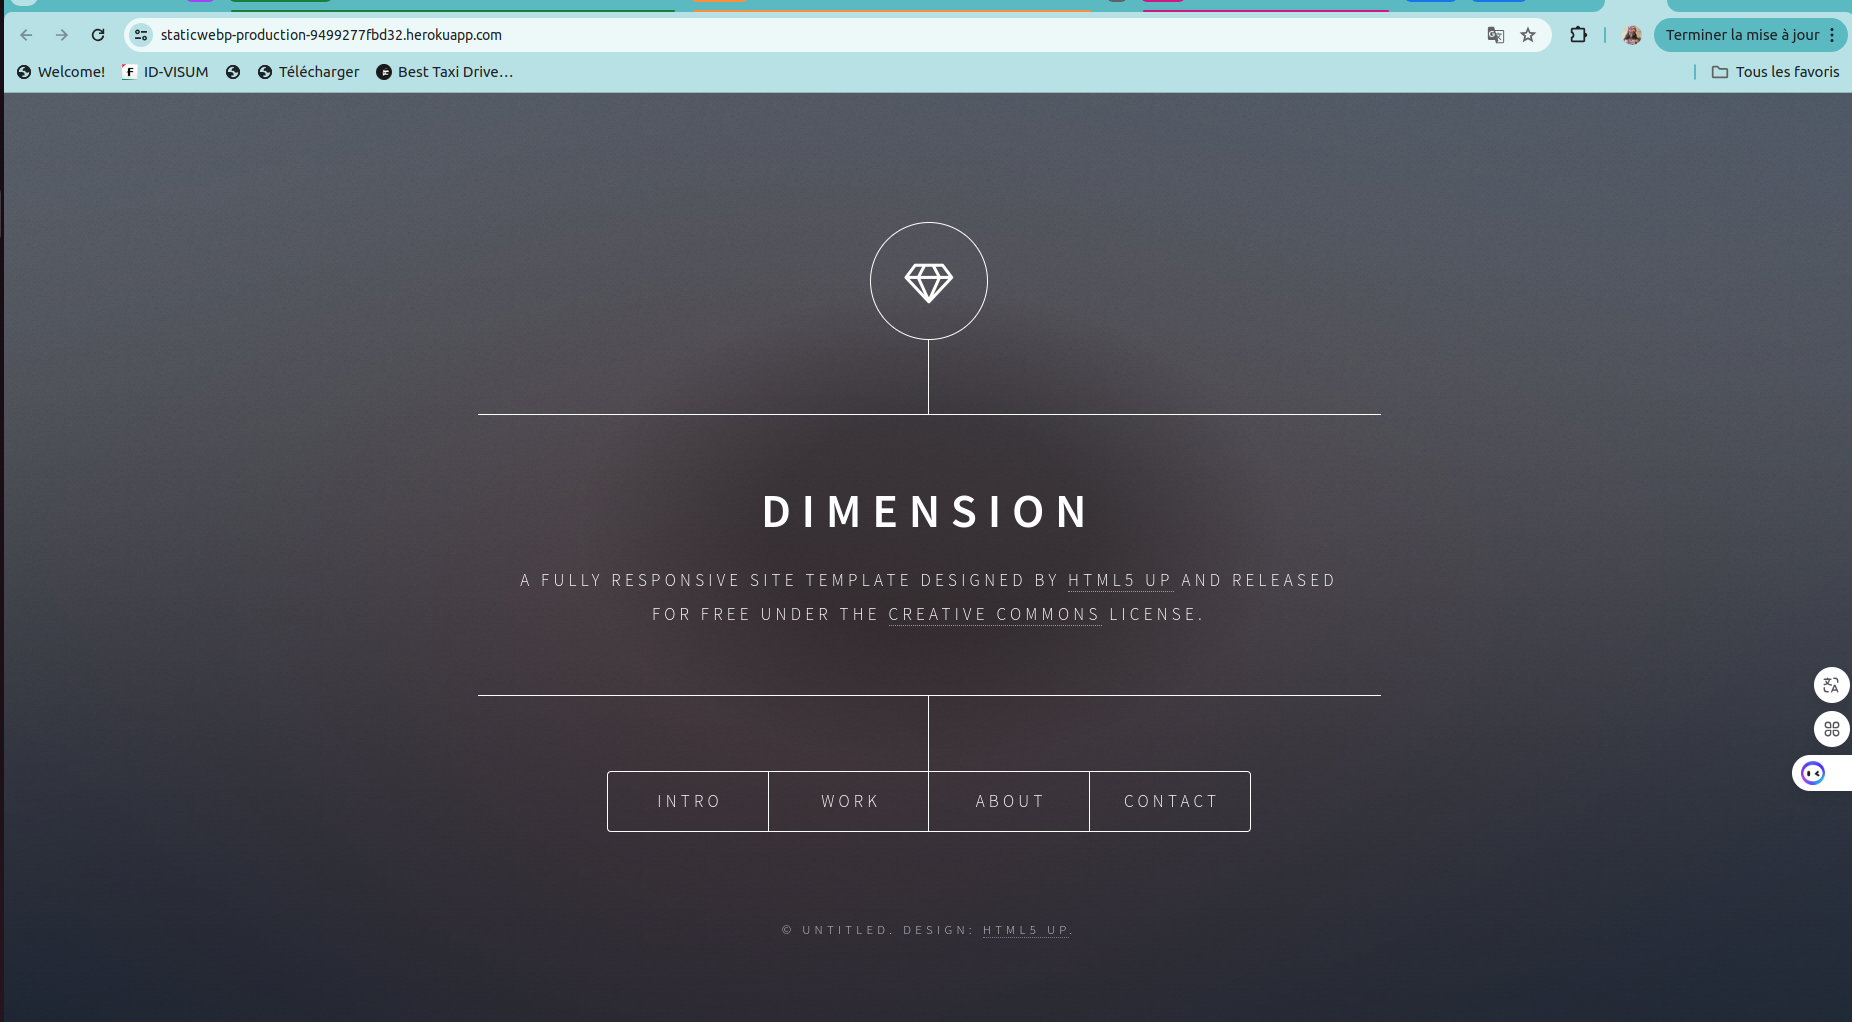 staticwebp-production-9499277fbd32.herokuapp.com
Terminer la mise à jour
Welcome!
ID-VISUM
Télécharger
Best Taxi Drive…
Tous les favoris
DIMENSION
A FULLY RESPONSIVE SITE TEMPLATE DESIGNED BY HTML5 UP AND RELEASED
FOR FREE UNDER THE CREATIVE COMMONS LICENSE.
INTRO
WORK
ABOUT
CONTACT
© UNTITLED. DESIGN: HTML5 UP.